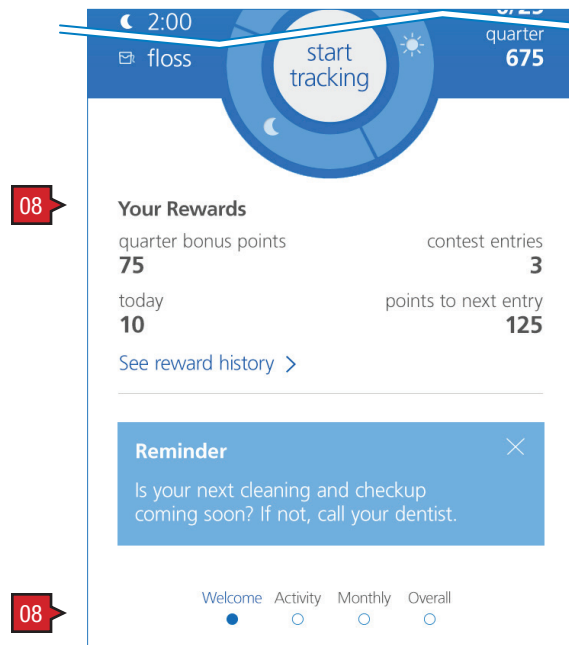 2:00
floss
start
tracking
quarter
675
08
Your Rewards
quarter bonus points
75
contest entries
3
today
10
points to next entry
125
See reward history >
Reminder
Is your next cleaning and checkup
coming soon? If not, call your dentist.
08
Welcome Activity Monthly Overall